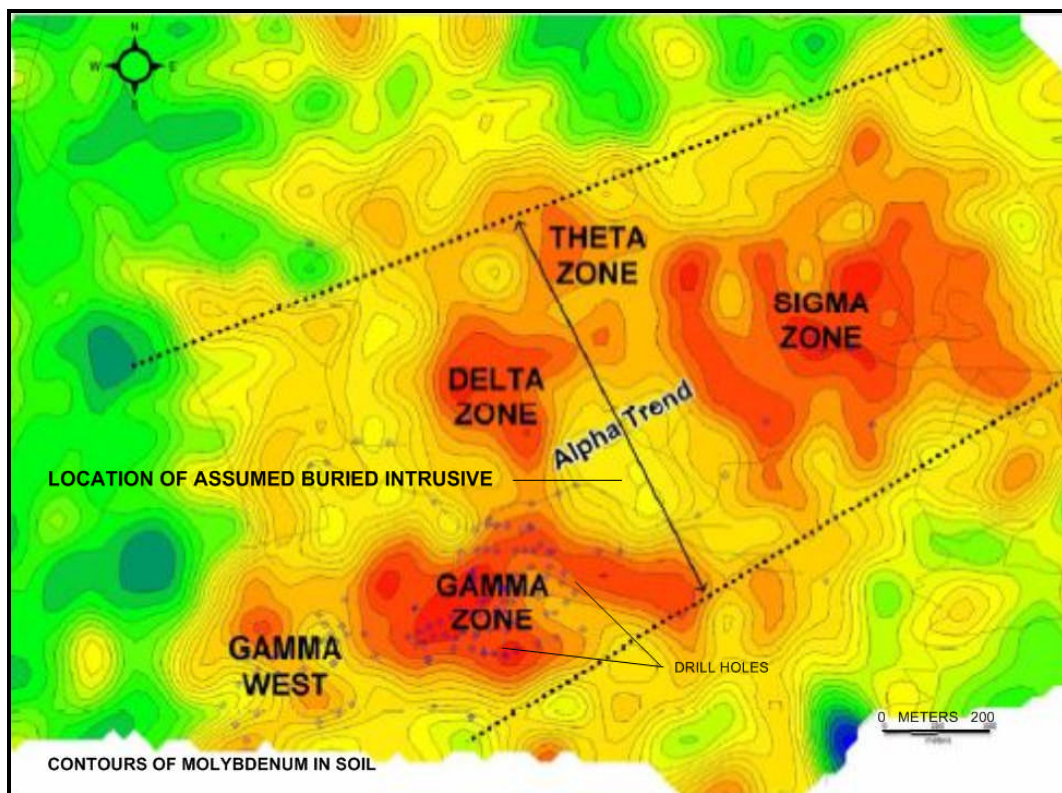 N
W E
S
THETA
ZONE
SIGMA
ZONE
DELTA
ZONE
Alpha Trend
LOCATION OF ASSUMED BURIED INTRUSIVE
GAMMA
ZONE
GAMMA
WEST
DRILL HOLES
0 METERS 200
CONTOURS OF MOLYBDENUM IN SOIL